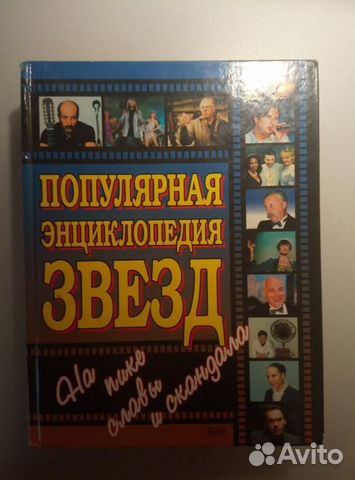 ПОПУЛЯРНАЯ
ЭНЦИКЛОПЕДИЯ
ЗВЕЗД
На пике
славы
и скандала
Avito